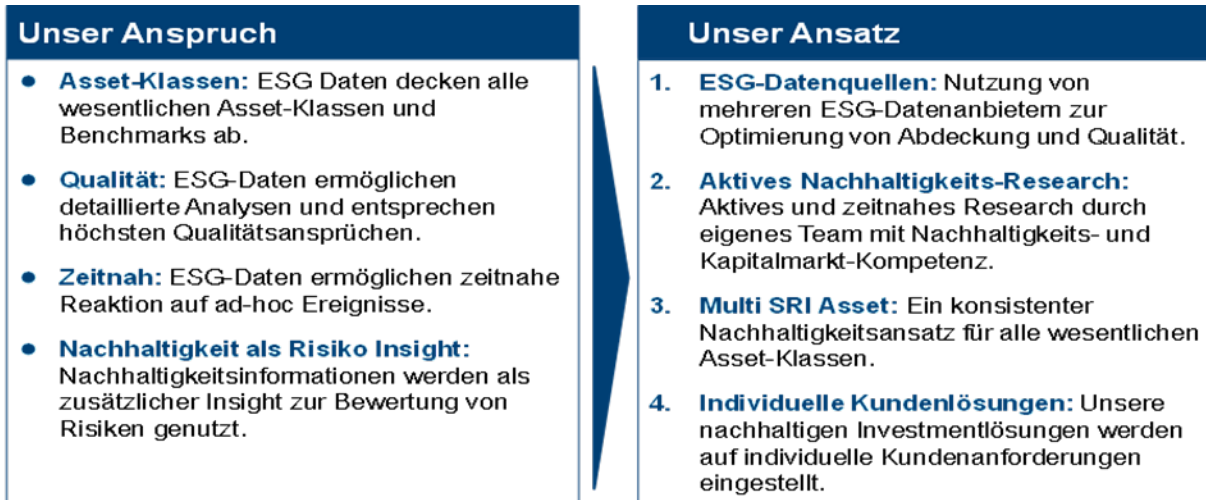 Unser Anspruch
• Asset-Klassen: ESG Daten decken alle
wesentlichen Asset-Klassen und
Benchmarks ab.
• Qualität: ESG-Daten ermöglichen
detaillierte Analysen und entsprechen
höchsten Qualitätsansprüchen.
• Zeitnah: ESG-Daten ermöglichen zeitnahe
Reaktion auf ad-hoc Ereignisse.
• Nachhaltigkeit als Risiko Insight:
Nachhaltigkeitsinformationen werden als
zusätzlicher Insight zur Bewertung von
Risiken genutzt.
Unser Ansatz
1. ESG-Datenquellen: Nutzung von
mehreren ESG-Datenanbietern zur
Optimierung von Abdeckung und Qualität.
2. Aktives Nachhaltigkeits-Research:
Aktives und zeitnahes Research durch
eigenes Team mit Nachhaltigkeits- und
Kapitalmarkt-Kompetenz.
3. Multi SRI Asset: Ein konsistenter
Nachhaltigkeitsansatz für alle wesentlichen
Asset-Klassen.
4. Individuelle Kundenlösungen: Unsere
nachhaltigen Investmentlösungen werden
auf individuelle Kundenanforderungen
eingestellt.